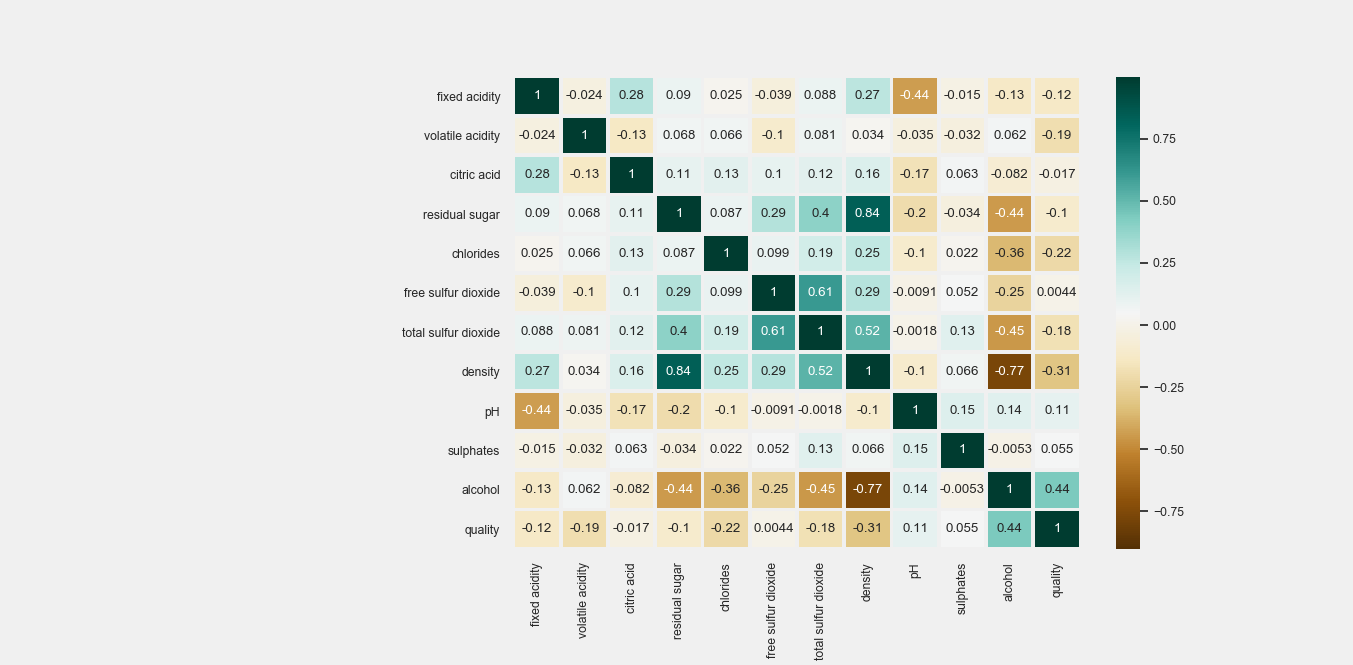 fixed acidity 1 -0.024 0.28 0.09 0.025 -0.039 0.088 0.27 -0.44 -0.015 -0.13 -0.12
volatile acidity -0.024 1 -0.13 0.068 0.066 -0.1 0.081 0.034 -0.035 -0.032 0.062 -0.19
citric acid 0.28 -0.13 1 0.11 0.13 0.1 0.12 0.16 -0.17 0.063 -0.082 -0.017
residual sugar 0.09 0.068 0.11 1 0.087 0.29 0.4 0.84 -0.2 -0.034 -0.44 -0.1
chlorides 0.025 0.066 0.13 0.087 1 0.099 0.19 0.25 -0.1 0.022 -0.36 -0.22
free sulfur dioxide -0.039 -0.1 0.1 0.29 0.099 1 0.61 0.29 -0.0091 0.052 -0.25 0.0044
total sulfur dioxide 0.088 0.081 0.12 0.4 0.19 0.61 1 0.52 -0.0018 0.13 -0.45 -0.18
density 0.27 0.034 0.16 0.84 0.25 0.29 0.52 1 -0.1 0.066 -0.77 -0.31
pH -0.44 -0.035 -0.17 -0.2 -0.1 -0.0091 -0.0018 -0.1 1 0.15 0.14 0.11
sulphates -0.015 -0.032 0.063 -0.034 0.022 0.052 0.13 0.066 0.15 1 -0.0053 0.055
alcohol -0.13 0.062 -0.082 -0.44 -0.36 -0.25 -0.45 -0.77 0.14 -0.0053 1 0.44
quality -0.12 -0.19 -0.017 -0.1 -0.22 0.0044 -0.18 -0.31 0.11 0.055 0.44 1
fixed acidity
volatile acidity
citric acid
residual sugar
chlorides
free sulfur dioxide
total sulfur dioxide
density
pH
sulphates
alcohol
quality
0.75
0.50
0.25
0.00
−0.25
−0.50
−0.75